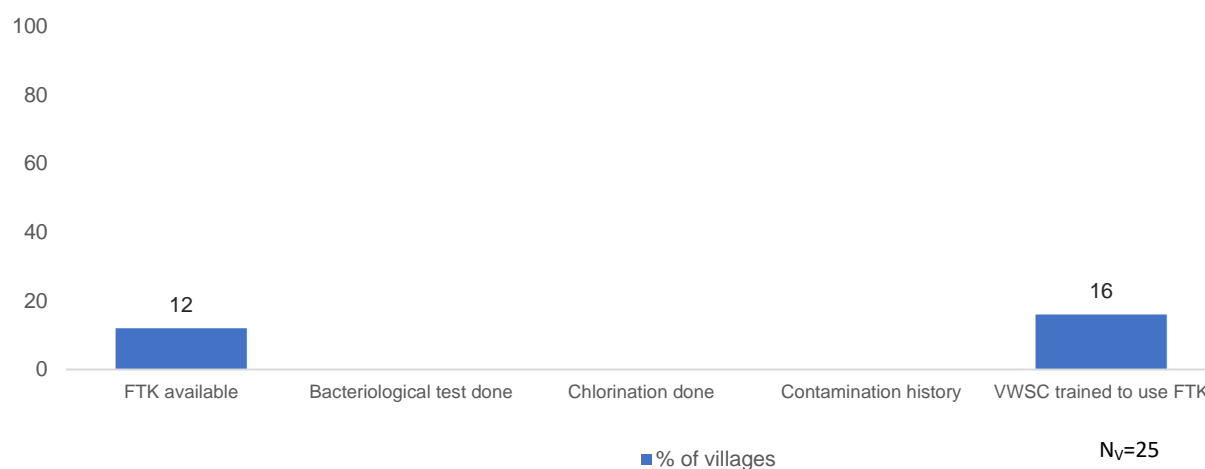 100
80
60
40
20
0
12
16
FTK available
Bacteriological test done
Chlorination done
Contamination history
VWSC trained to use FTK
% of villages
NV=25